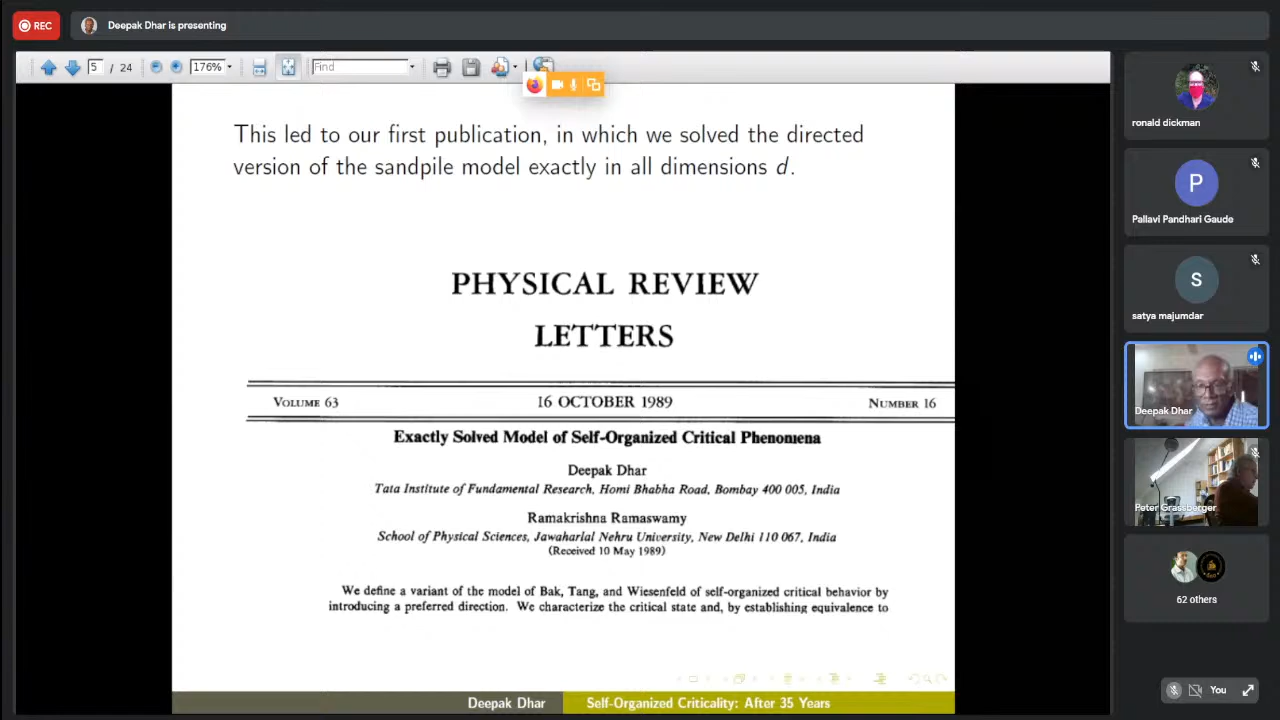 REC
Deepak Dhar is presenting
5 / 24
176%
Find
This led to our first publication, in which we solved the directed
version of the sandpile model exactly in all dimensions d.
PHYSICAL REVIEW
LETTERS
VOLUME 63
16 OCTOBER 1989
NUMBER 16
Exactly Solved Model of Self-Organized Critical Phenomena
Deepak Dhar
Tata Institute of Fundamental Research, Homi Bhabha Road, Bombay 400 005, India
Ramakrishna Ramaswamy
School of Physical Sciences, Jawaharlal Nehru University, New Delhi 110 067, India
(Received 10 May 1989)
We define a variant of the model of Bak, Tang, and Wiesenfeld of self-organized critical behavior by
introducing a preferred direction. We characterize the critical state and, by establishing equivalence to
Deepak Dhar
Self-Organized Criticality: After 35 Years
ronald dickman
P
Pallavi Pandhari Gaude
S
satya majumdar
Deepak Dhar
Peter Grassberger
62 others
You